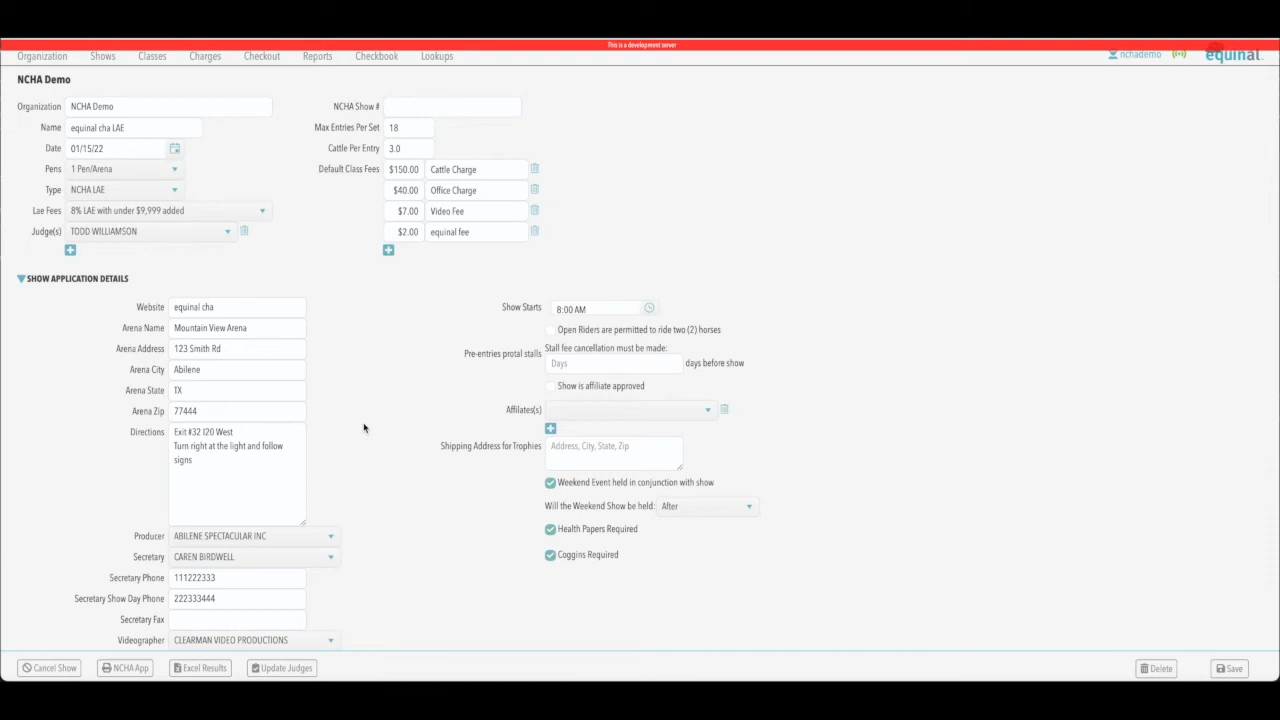 This is a development server
Organization Shows Classes Charges Checkout Reports Checkbook Lookups
nchademo equinal
NCHA Demo
Organization NCHA Demo
Name equinal cha LAE
Date 01/15/22
Pens 1 Pen/Arena
Type NCHA LAE
Lae Fees 8% LAE with under $9,999 added
Judge(s) TODD WILLIAMSON
NCHA Show #
Max Entries Per Set 18
Cattle Per Entry 3.0
Default Class Fees $150.00 Cattle Charge
$40.00 Office Charge
$7.00 Video Fee
$2.00 equinal fee
SHOW APPLICATION DETAILS
Website equinal cha
Arena Name Mountain View Arena
Arena Address 123 Smith Rd
Arena City Abilene
Arena State TX
Arena Zip 77444
Directions Exit #32 I20 West
Turn right at the light and follow
signs
Producer ABILENE SPECTACULAR INC
Secretary CAREN BIRDWELL
Secretary Phone 111222333
Secretary Show Day Phone 222333444
Secretary Fax
Videographer CLEARMAN VIDEO PRODUCTIONS
Show Starts 8:00 AM
Open Riders are permitted to ride two (2) horses
Stall fee cancellation must be made:
Pre-entries protal stalls
Days days before show
Show is affiliate approved
Affilates(s)
Shipping Address for Trophies Address, City, State, Zip
Weekend Event held in conjunction with show
Will the Weekend Show be held: After
Health Papers Required
Coggins Required
Cancel Show NCHA App Excel Results Update Judges Delete Save